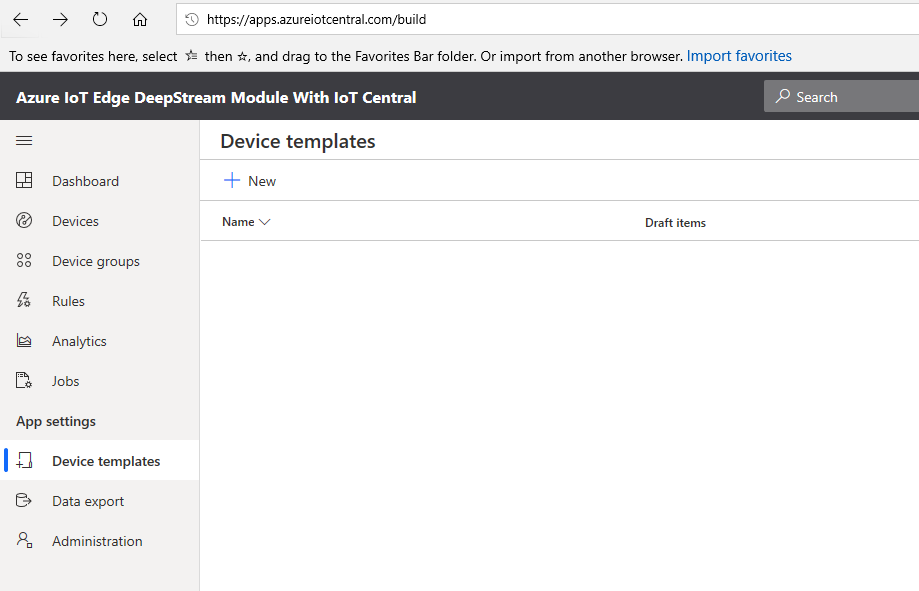 https://apps.azureiotcentral.com/build
To see favorites here, select then, and drag to the Favorites Bar folder. Or import from another browser. Import favorites
Azure IoT Edge DeepStream Module With IoT Central
Search
Device templates
New
Name
Draft items
Dashboard
Devices
Device groups
Rules
Analytics
Jobs
App settings
Device templates
Data export
Administration